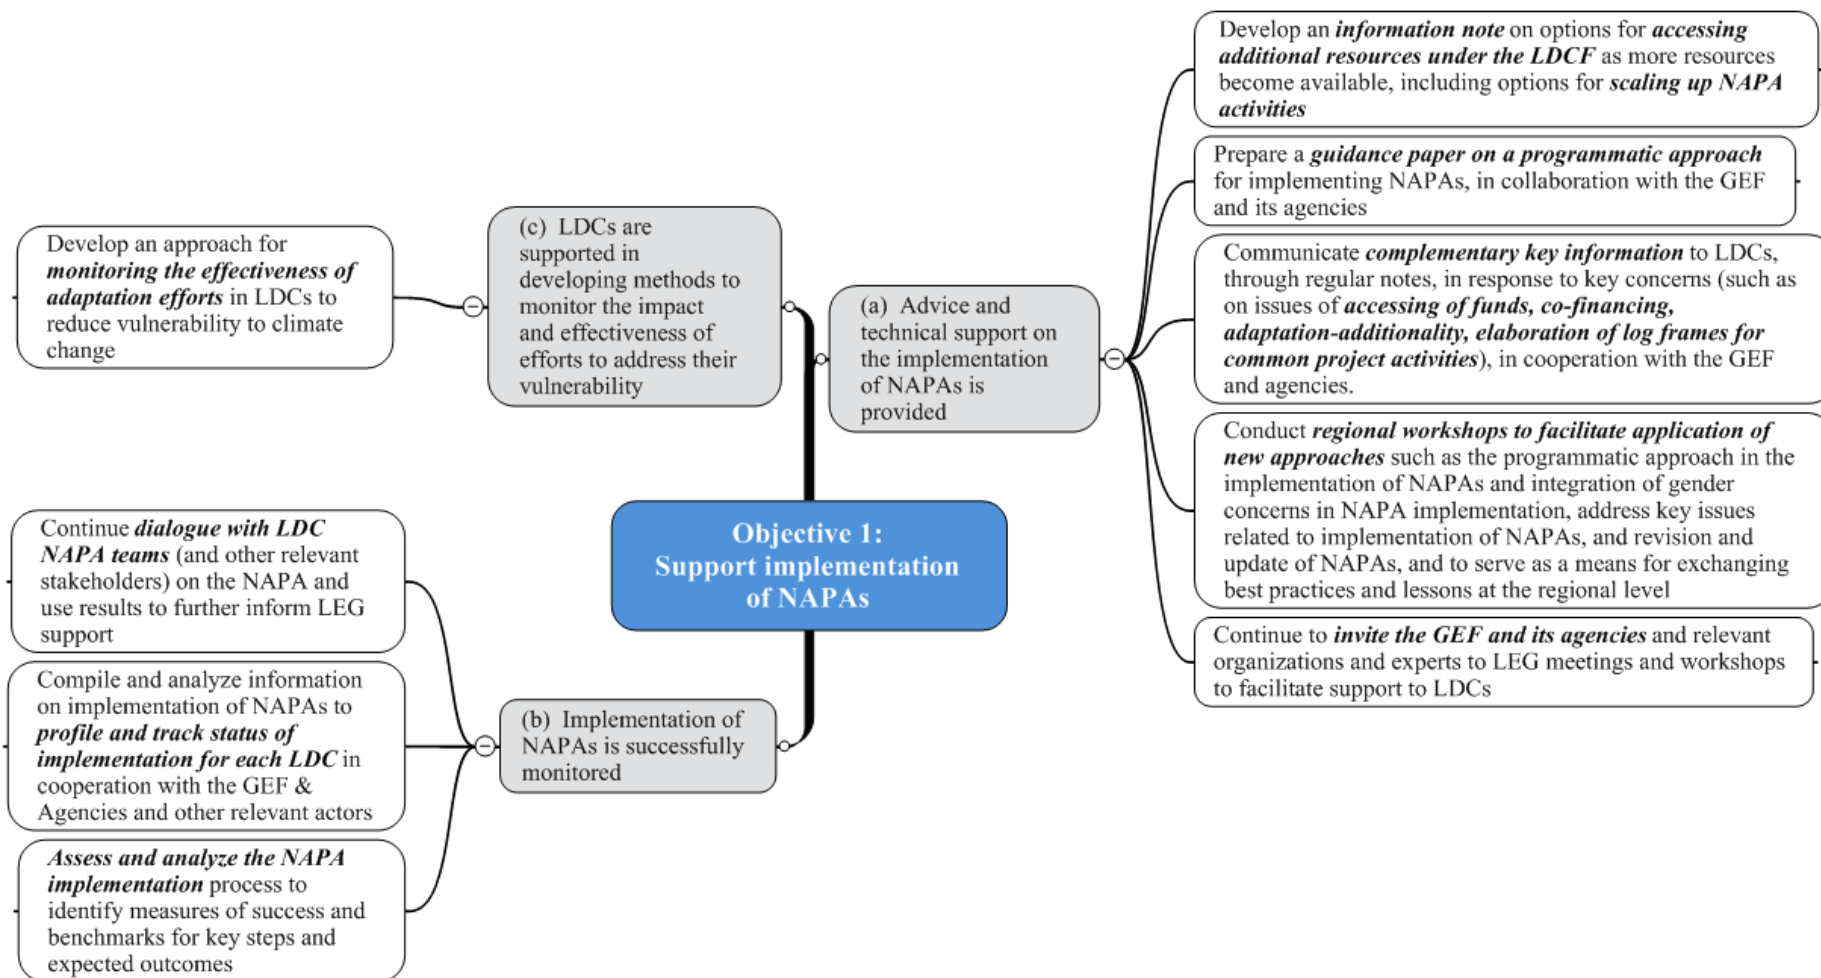 Objective 1:
Support implementation
of NAPAs
(a) Advice and
technical support on
the implementation
of NAPAs is
provided
Develop an information note on options for accessing
additional resources under the LDCF as more resources
become available, including options for scaling up NAPA
activities
Prepare a guidance paper on a programmatic approach
for implementing NAPAs, in collaboration with the GEF
and its agencies
Communicate complementary key information to LDCs,
through regular notes, in response to key concerns (such as
on issues of accessing of funds, co-financing,
adaptation-additionality, elaboration of log frames for
common project activities), in cooperation with the GEF
and agencies.
Conduct regional workshops to facilitate application of
new approaches such as the programmatic approach in the
implementation of NAPAs and integration of gender
concerns in NAPA implementation, address key issues
related to implementation of NAPAs, and revision and
update of NAPAs, and to serve as a means for exchanging
best practices and lessons at the regional level
Continue to invite the GEF and its agencies and relevant
organizations and experts to LEG meetings and workshops
to facilitate support to LDCs
(b) Implementation of
NAPAs is successfully
monitored
Continue dialogue with LDC
NAPA teams (and other relevant
stakeholders) on the NAPA and
use results to further inform LEG
support
Compile and analyze information
on implementation of NAPAs to
profile and track status of
implementation for each LDC in
cooperation with the GEF &
Agencies and other relevant actors
Assess and analyze the NAPA
implementation process to
identify measures of success and
benchmarks for key steps and
expected outcomes
(c) LDCs are
supported in
developing methods to
monitor the impact
and effectiveness of
efforts to address their
vulnerability
Develop an approach for
monitoring the effectiveness of
adaptation efforts in LDCs to
reduce vulnerability to climate
change